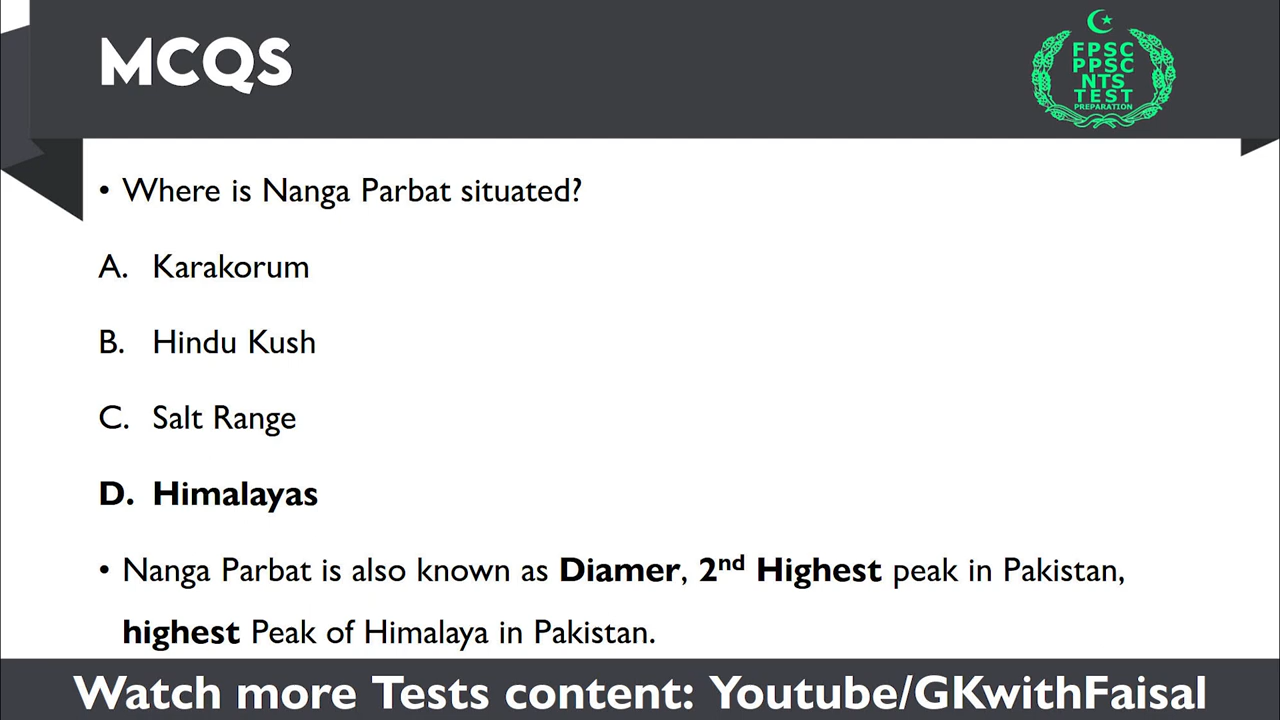 MCQS
FPSC
PPSC
NTS
TEST
PREPARATION
• Where is Nanga Parbat situated?
A. Karakorum
B. Hindu Kush
C. Salt Range
D. Himalayas
• Nanga Parbat is also known as Diamer, 2nd Highest peak in Pakistan,
highest Peak of Himalaya in Pakistan.
Watch more Tests content: Youtube/GKwithFaisal